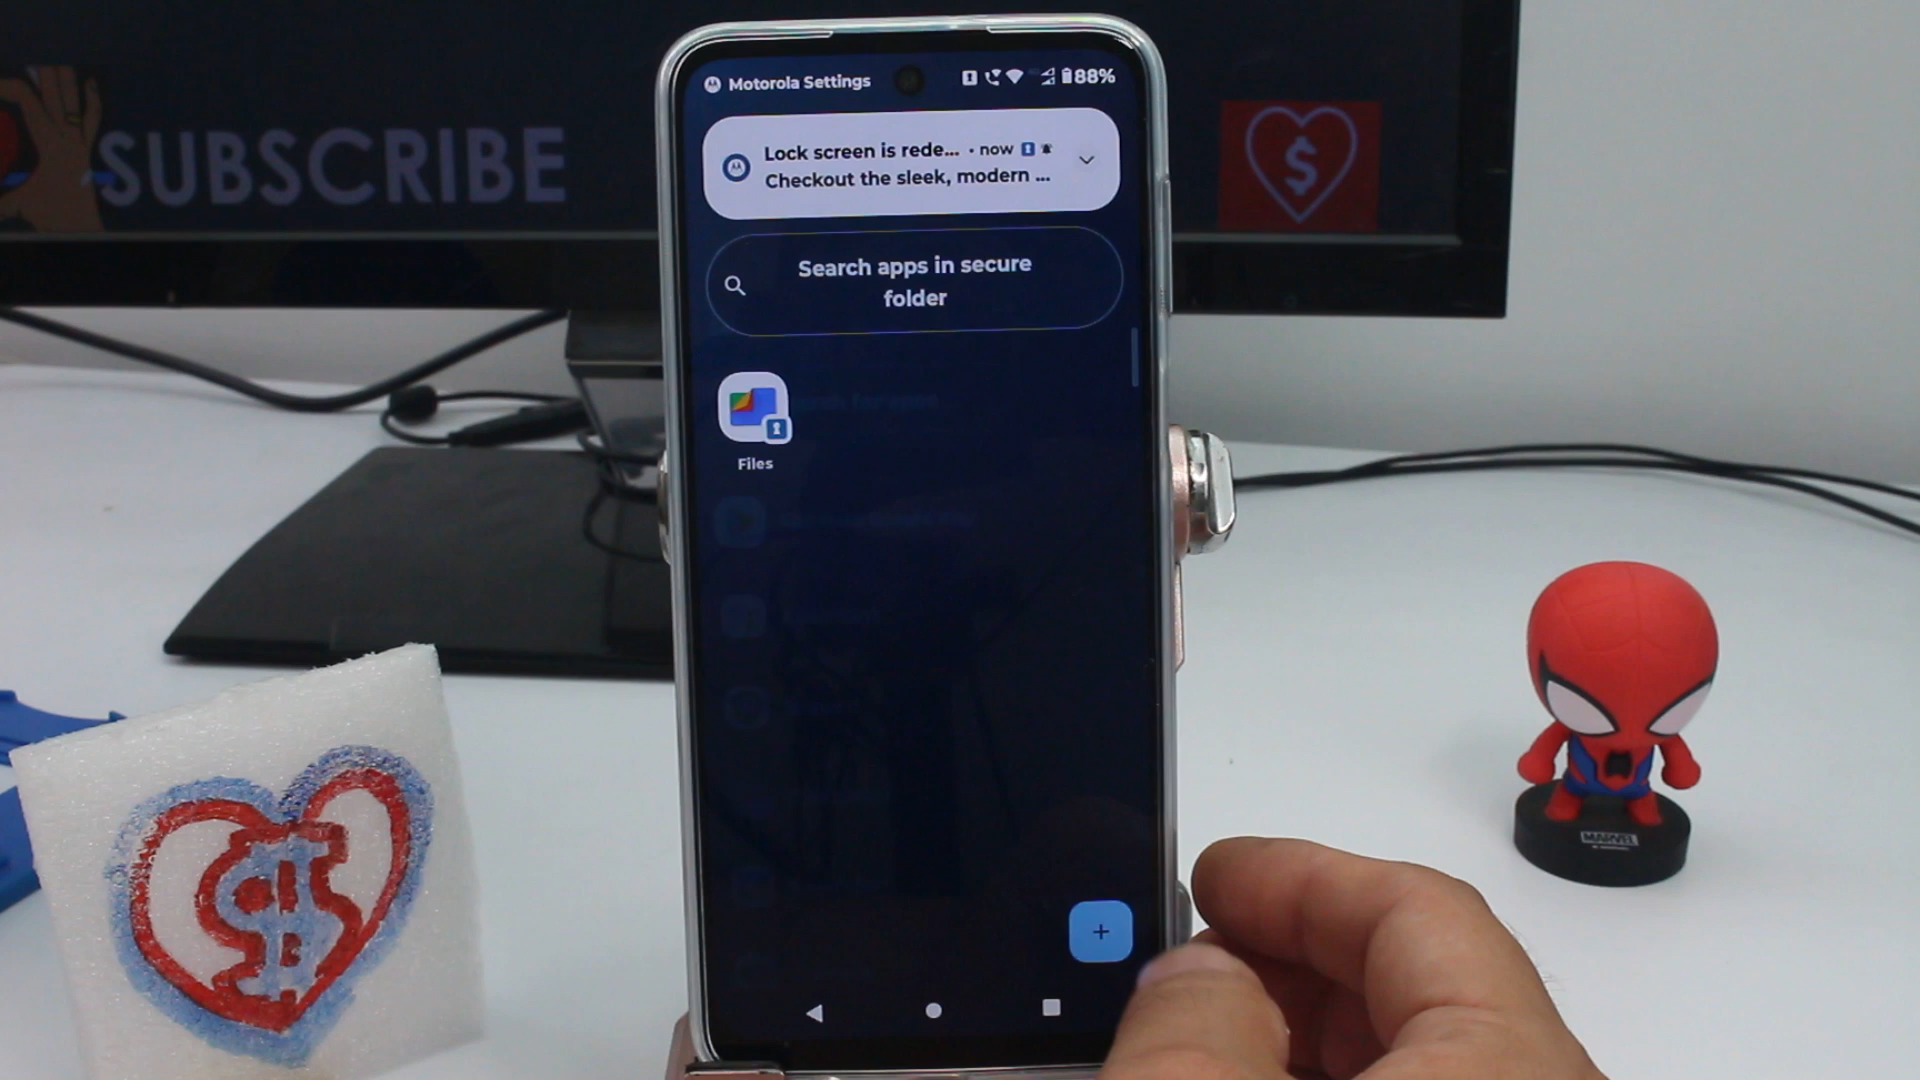 SUBSCRIBE
$
Motorola Settings
88%
Lock screen is rede... • now
Checkout the sleek, modern ...
Search apps in secure
folder
Files
+
$
MARVEL